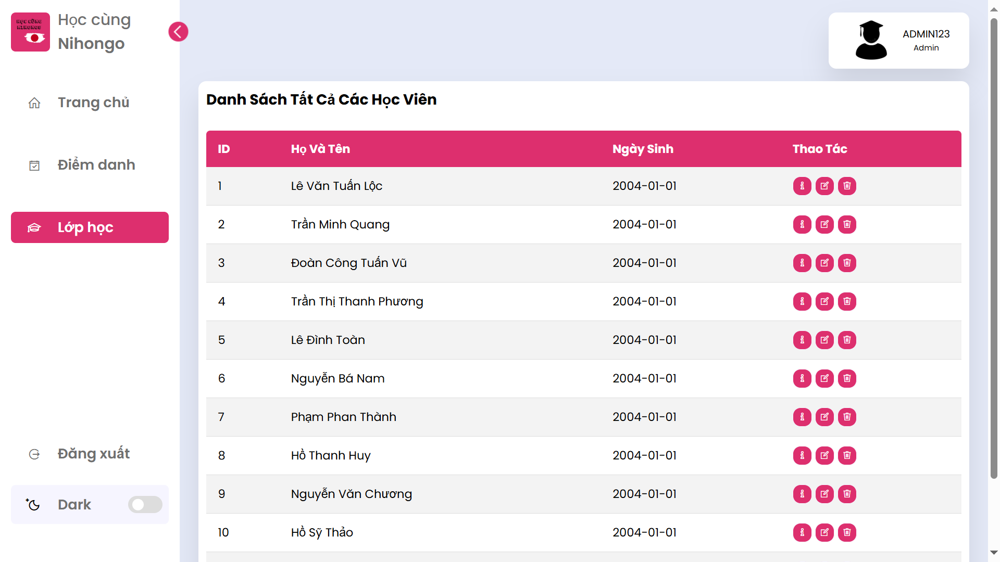 HỌC CÙNG
NIHONGO
Học cùng
Nihongo
Trang chủ
Điểm danh
Lớp học
Đăng xuất
Dark
ADMIN123
Admin
Danh Sách Tất Cả Các Học Viên
ID Họ Và Tên Ngày Sinh Thao Tác
1 Lê Văn Tuấn Lộc 2004-01-01
2 Trần Minh Quang 2004-01-01
3 Đoàn Công Tuấn Vũ 2004-01-01
4 Trần Thị Thanh Phương 2004-01-01
5 Lê Đình Toàn 2004-01-01
6 Nguyễn Bá Nam 2004-01-01
7 Phạm Phan Thành 2004-01-01
8 Hồ Thanh Huy 2004-01-01
9 Nguyễn Văn Chương 2004-01-01
10 Hồ Sỹ Thảo 2004-01-01